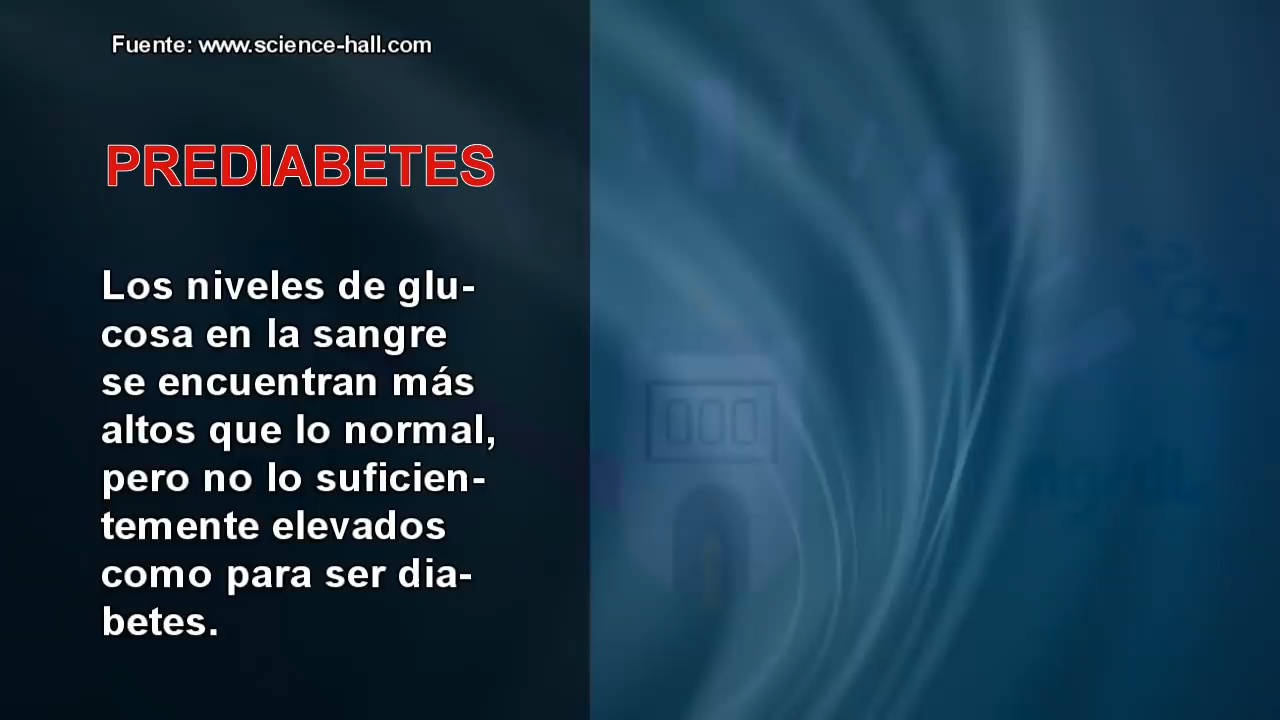 Fuente: www.science-hall.com
PREDIABETES
Los niveles de glu-
cosa en la sangre
se encuentran más
altos que lo normal,
pero no lo suficien-
temente elevados
como para ser dia-
betes.
000